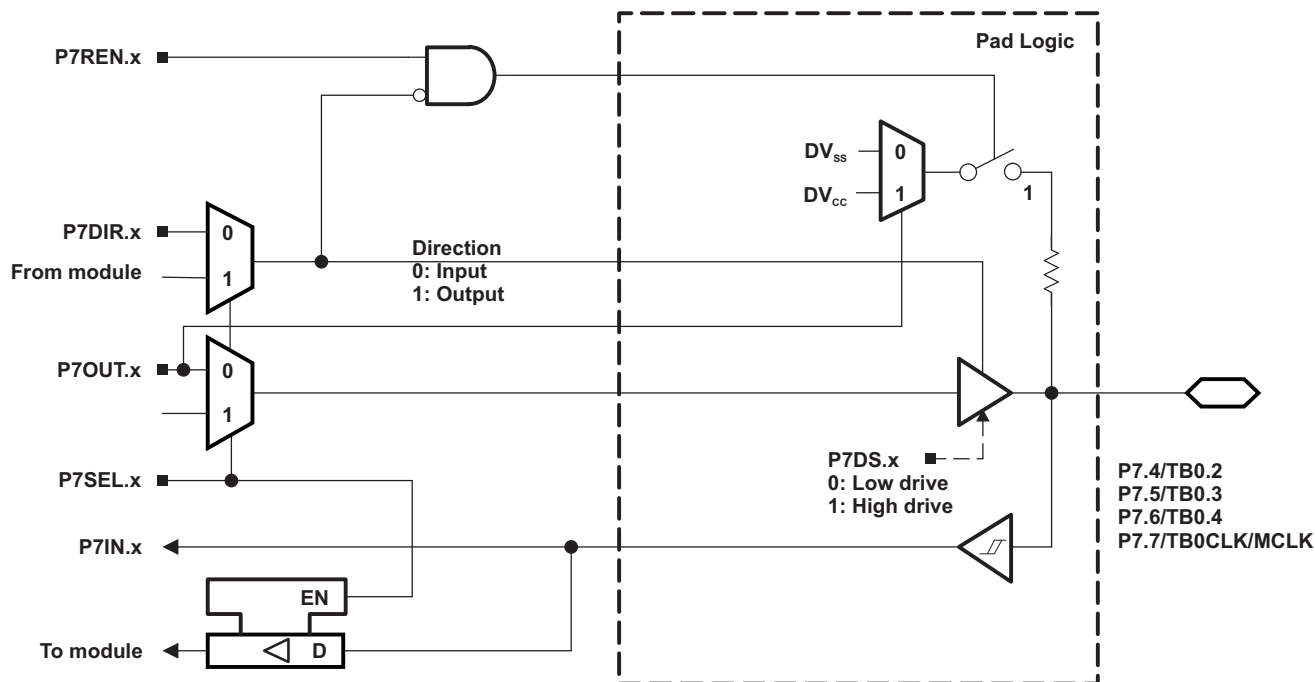 Pad Logic
P7REN.x
DVSS
0
DVCC
1
1
P7DIR.x
0
From module
1
Direction
0: Input
1: Output
P7OUT.x
0
1
P7SEL.x
P7DS.x
0: Low drive
1: High drive
P7.4/TB0.2
P7.5/TB0.3
P7.6/TB0.4
P7.7/TB0CLK/MCLK
P7IN.x
EN
To module
D